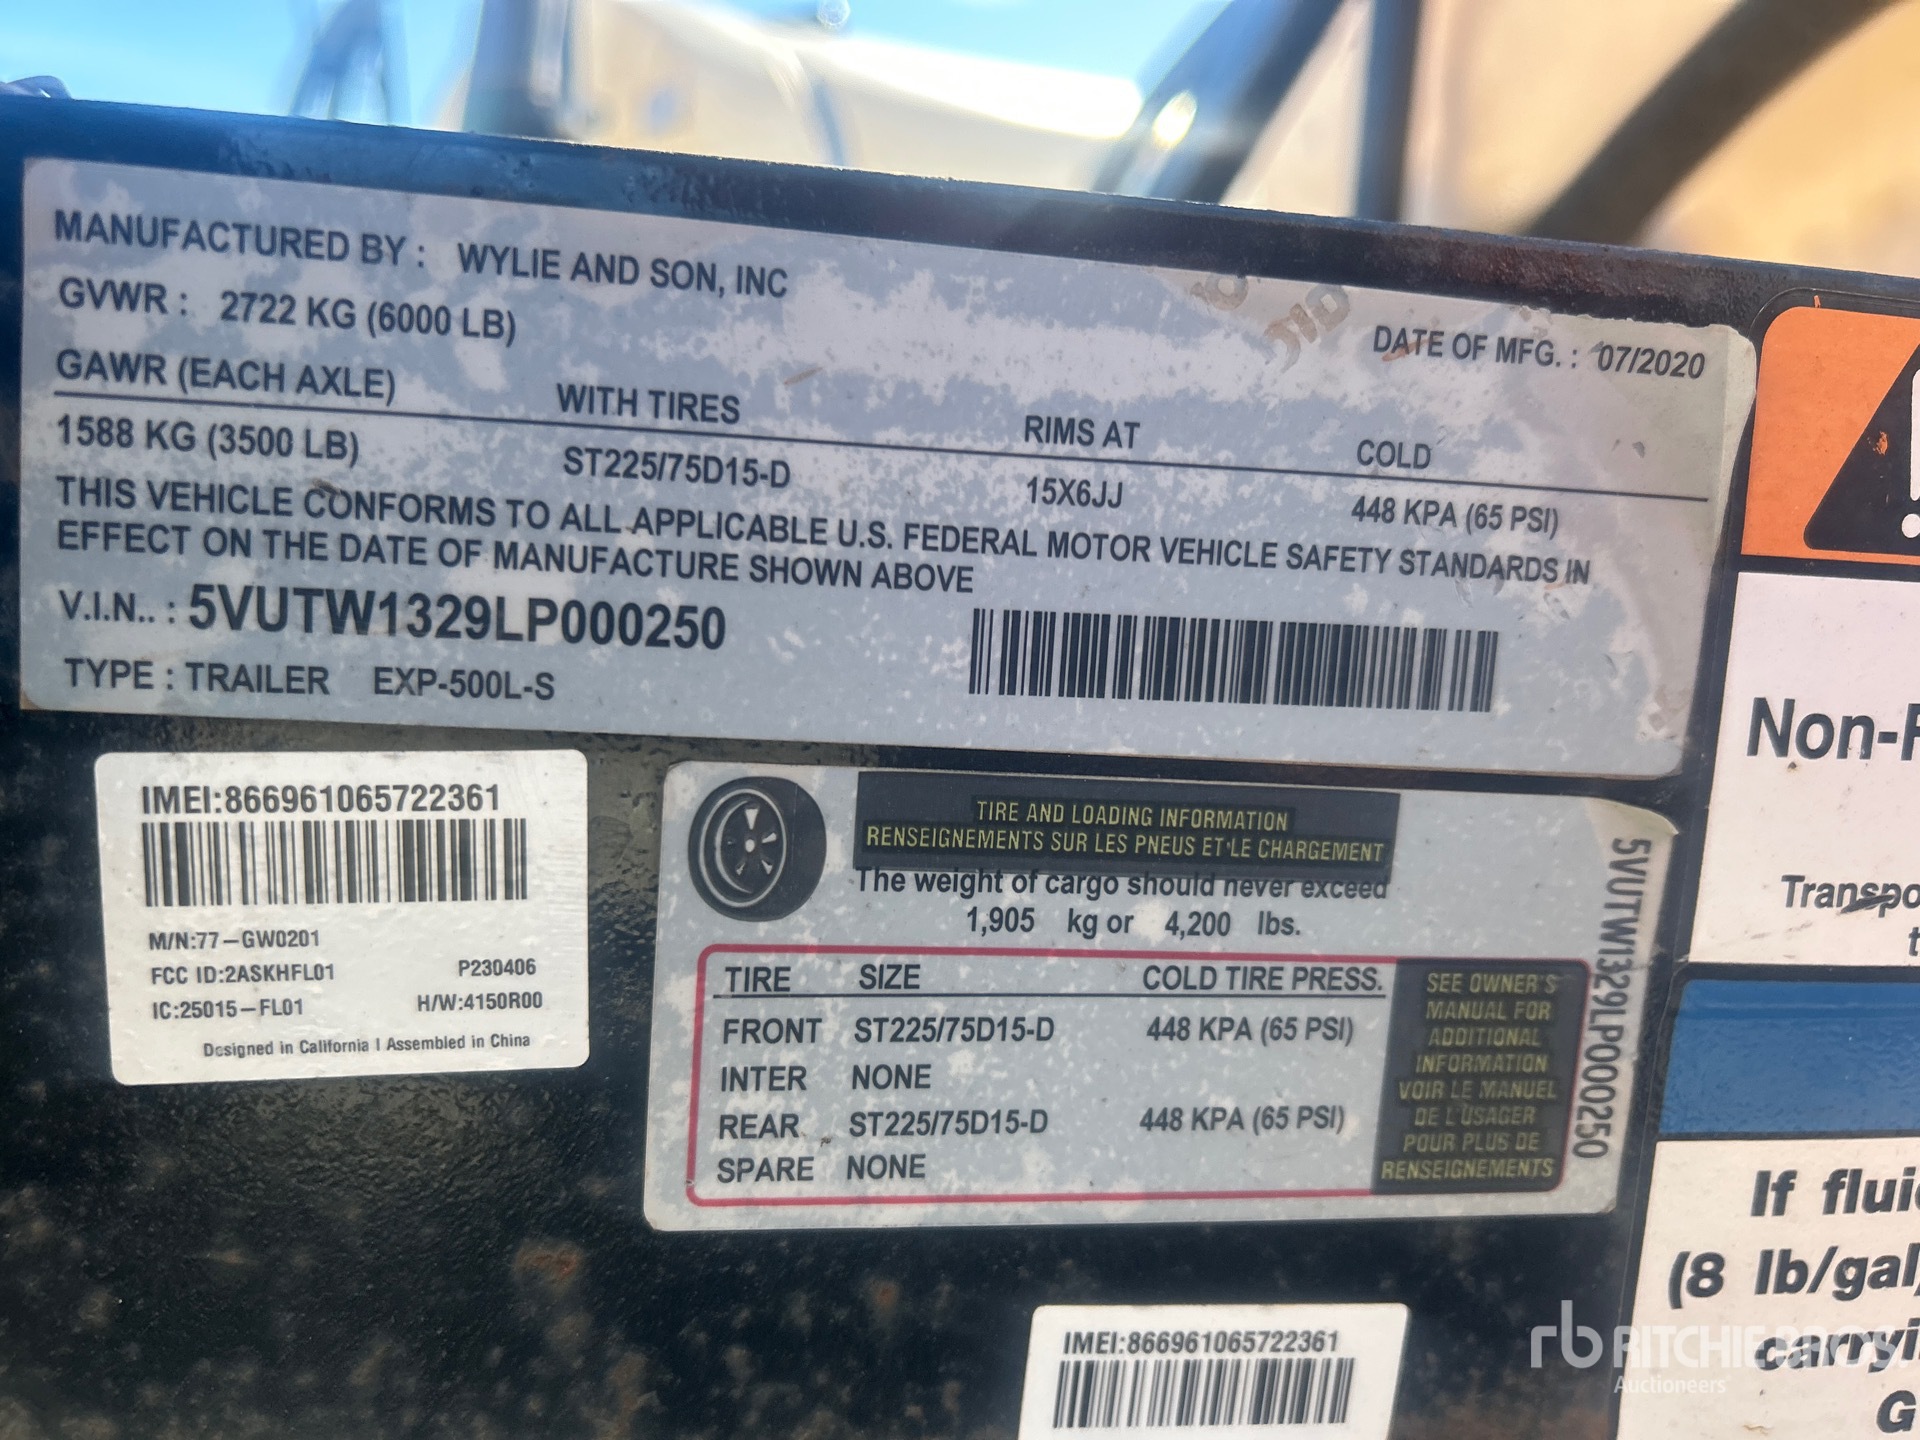 MANUFACTURED BY : WYLIE AND SON, INC
GVWR : 2722 KG (6000 LB)
DATE OF MFG. : 07/2020
GAWR (EACH AXLE) WITH TIRES RIMS AT COLD
1588 KG (3500 LB) ST225/75D15-D 15X6JJ 448 KPA (65 PSI)
THIS VEHICLE CONFORMS TO ALL APPLICABLE U.S. FEDERAL MOTOR VEHICLE SAFETY STANDARDS IN
EFFECT ON THE DATE OF MANUFACTURE SHOWN ABOVE
V.I.N.. : 5VUTW1329LP000250
TYPE : TRAILER EXP-500L-S
IMEI:866961065722361
M/N:77-GW0201
FCC ID:2ASKHFL01 P230406
IC:25015-FL01 H/W:4150R00
Designed in California I Assembled in China
TIRE AND LOADING INFORMATION
RENSEIGNEMENTS SUR LES PNEUS ET LE CHARGEMENT
The weight of cargo should never exceed
1,905 kg or 4,200 lbs.
TIRE SIZE COLD TIRE PRESS.
FRONT ST225/75D15-D 448 KPA (65 PSI)
INTER NONE
REAR ST225/75D15-D 448 KPA (65 PSI)
SPARE NONE
SEE OWNER'S
MANUAL FOR
ADDITIONAL
INFORMATION
VOIR LE MANUEL
DE L'USAGER
POUR PLUS DE
RENSEIGNEMENTS
5VUTW1329LP000250
IMEI:866961065722361
Non-
Transpo
If flui
(8 lb/gal
carryi
G
rb RITCHIE BROS.
Auctioneers